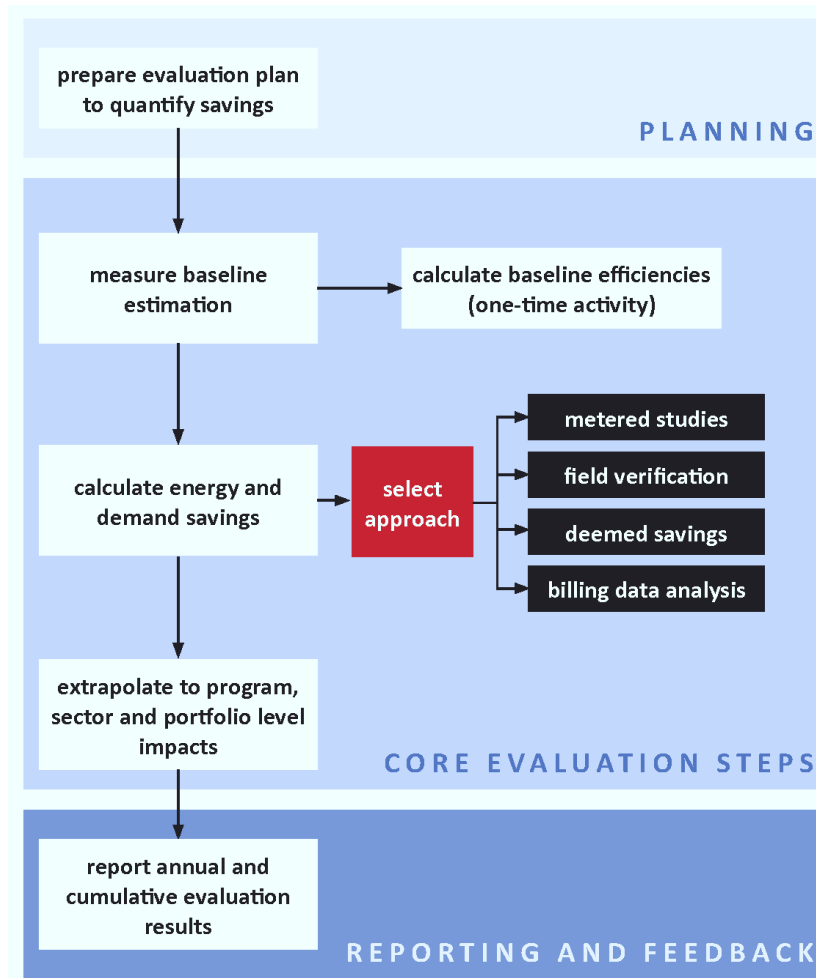 prepare evaluation plan
to quantify savings
PLANNING
measure baseline
estimation
calculate baseline efficiencies
(one-time activity)
calculate energy and
demand savings
select
approach
metered studies
field verification
deemed savings
billing data analysis
extrapolate to program,
sector and portfolio level
impacts
CORE EVALUATION STEPS
report annual and
cumulative evaluation
results
REPORTING AND FEEDBACK